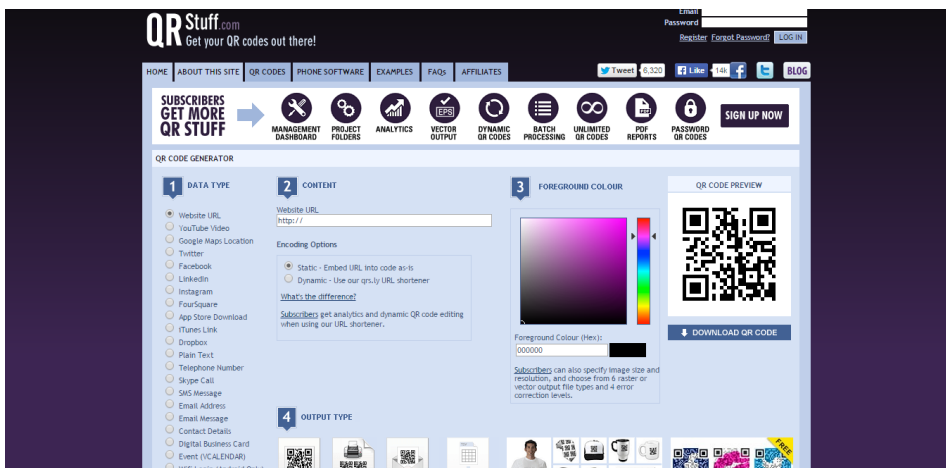 QR Stuff.com
Get your QR codes out there!
Email
Password
Register Forgot Password? LOG IN
HOME ABOUT THIS SITE QR CODES PHONE SOFTWARE EXAMPLES FAQs AFFILIATES
Tweet 6,320 Like 14k BLOG
SUBSCRIBERS
GET MORE
QR STUFF
MANAGEMENT
DASHBOARD
PROJECT
FOLDERS
ANALYTICS
EPS
VECTOR
OUTPUT
DYNAMIC
QR CODES
BATCH
PROCESSING
UNLIMITED
QR CODES
PDF
REPORTS
PASSWORD
QR CODES
SIGN UP NOW
QR CODE GENERATOR
1 DATA TYPE
Website URL
YouTube Video
Google Maps Location
Twitter
Facebook
LinkedIn
Instagram
FourSquare
App Store Download
iTunes Link
Dropbox
Plain Text
Telephone Number
Skype Call
SMS Message
Email Address
Email Message
Contact Details
Digital Business Card
Event (VCALENDAR)
2 CONTENT
Website URL
http://
Encoding Options
Static - Embed URL into code as-is
Dynamic - Use our qrs.ly URL shortener
What's the difference?
Subscribers get analytics and dynamic QR code editing
when using our URL shortener.
3 FOREGROUND COLOUR
Foreground Colour (Hex):
000000
Subscribers can also specify image size and
resolution, and choose from 6 raster or
vector output file types and 4 error
correction levels.
QR CODE PREVIEW
DOWNLOAD QR CODE
4 OUTPUT TYPE
FREE